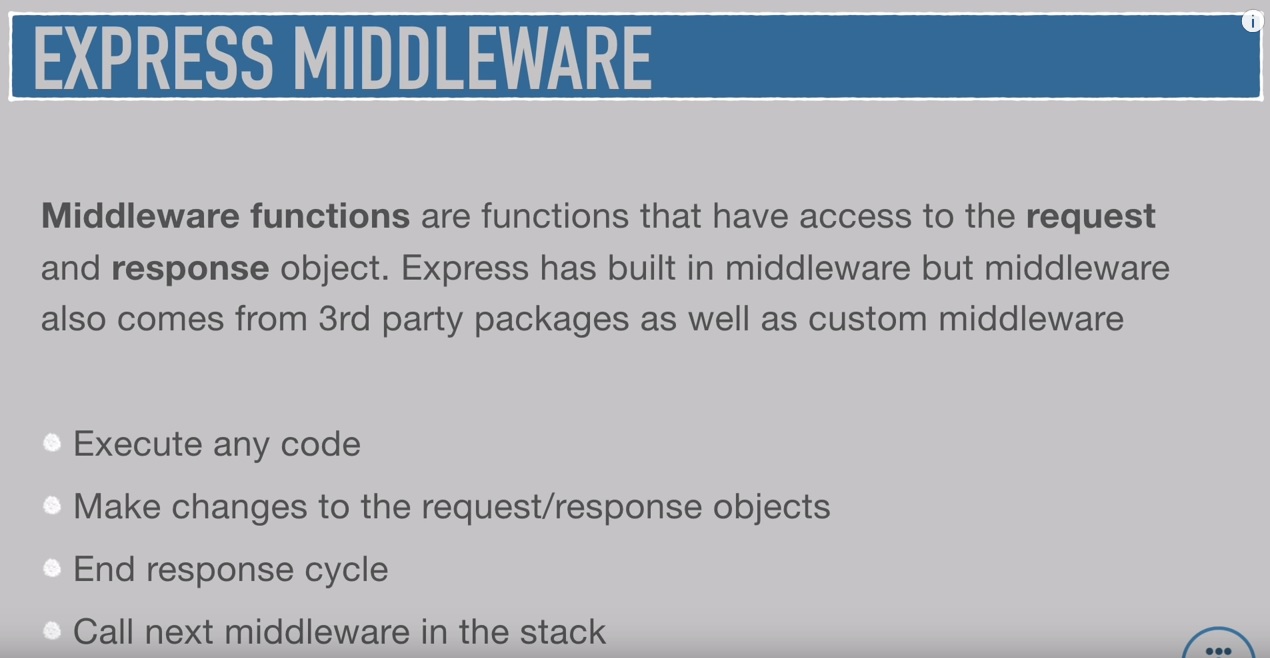 EXPRESS MIDDLEWARE
Middleware functions are functions that have access to the request
and response object. Express has built in middleware but middleware
also comes from 3rd party packages as well as custom middleware
Execute any code
Make changes to the request/response objects
End response cycle
Call next middleware in the stack